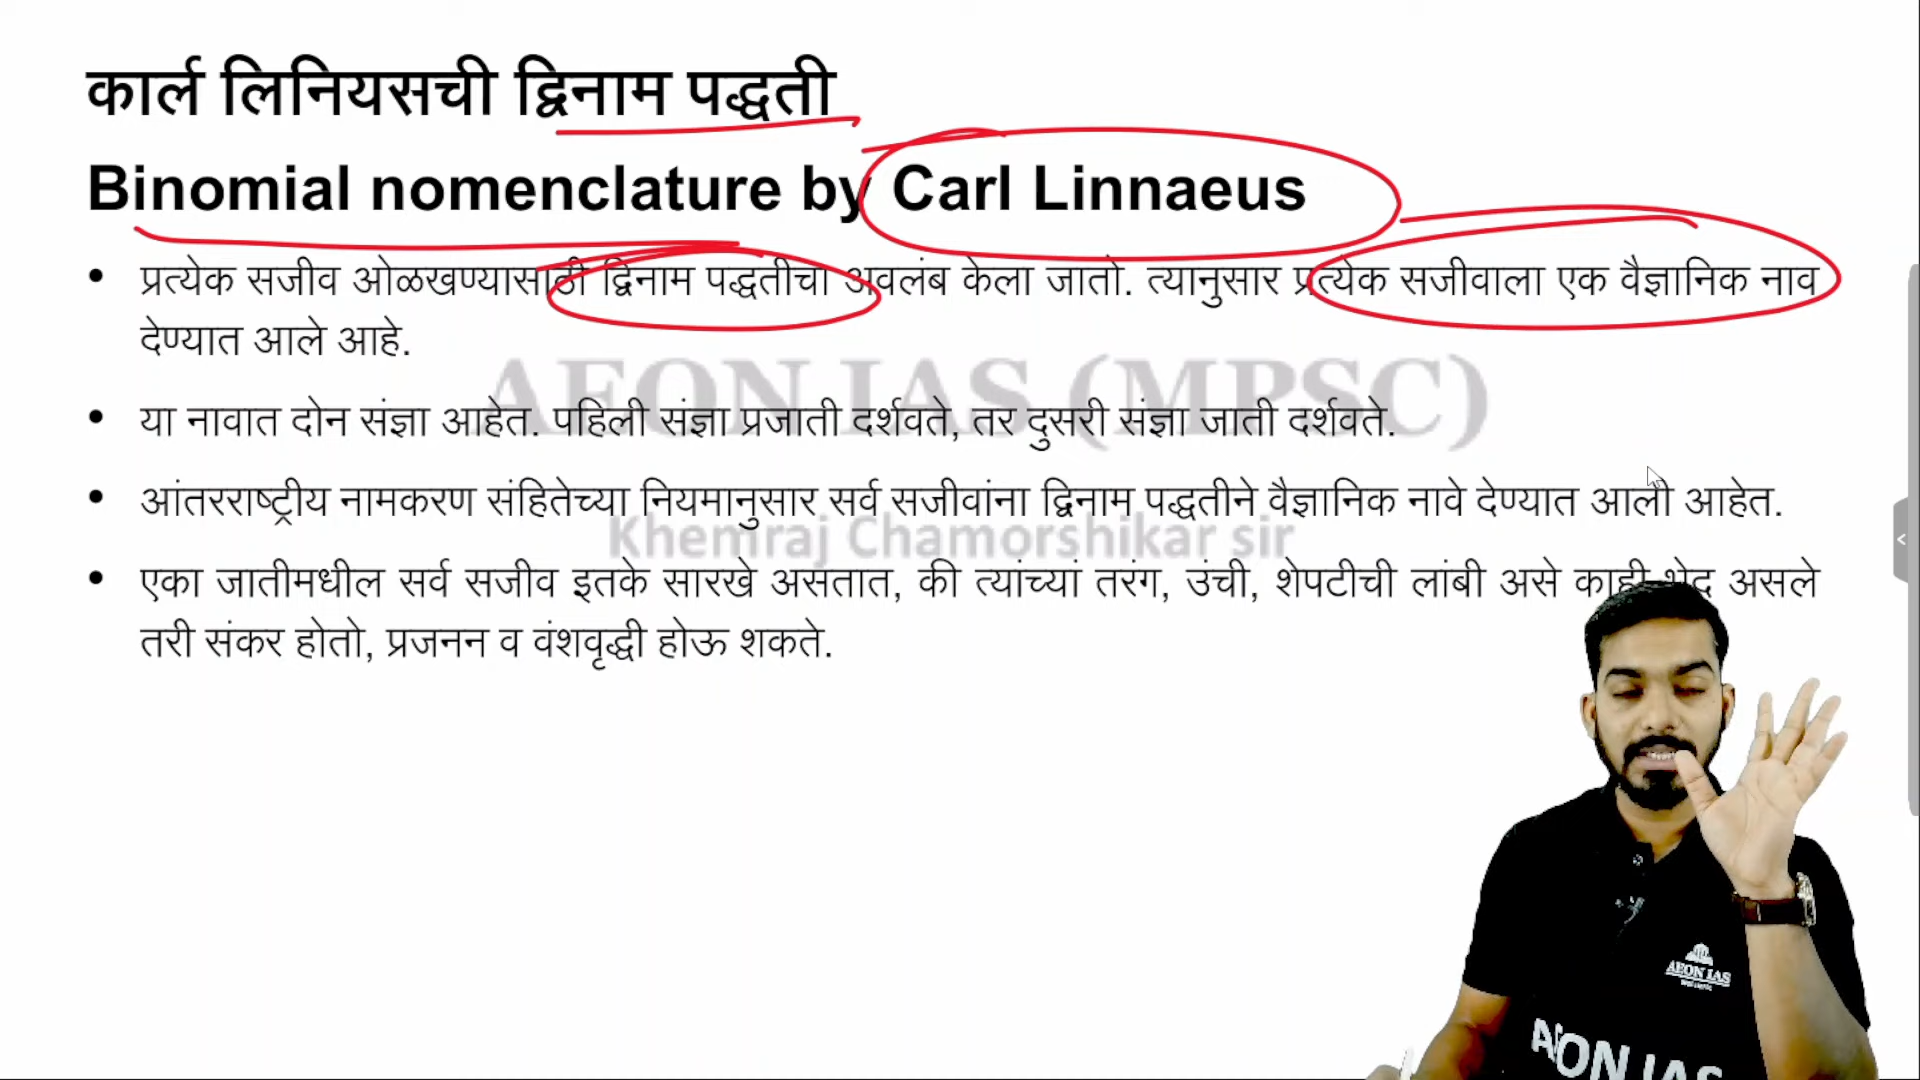 कार्ल लिनियसची द्विनाम पद्धती
Binomial nomenclature by Carl Linnaeus
• प्रत्येक सजीव ओळखण्यासाठी द्विनाम पद्धतीचा अवलंब केला जातो. त्यानुसार प्रत्येक सजीवाला एक वैज्ञानिक नाव
देण्यात आले आहे.
AEON IAS (MPSC)
• या नावात दोन संज्ञा आहेत. पहिली संज्ञा प्रजाती दर्शवते, तर दुसरी संज्ञा जाती दर्शवते.
• आंतरराष्ट्रीय नामकरण संहितेच्या नियमानुसार सर्व सजीवांना द्विनाम पद्धतीने वैज्ञानिक नावे देण्यात आली आहेत.
Khemraj Chamorshikar sir
• एका जातीमधील सर्व सजीव इतके सारखे असतात, की त्यांच्यां तरंग, उंची, शेपटीची लांबी असे काही भेद असले
तरी संकर होतो, प्रजनन व वंशवृद्धी होऊ शकते.
AEON IAS
AEON IAS